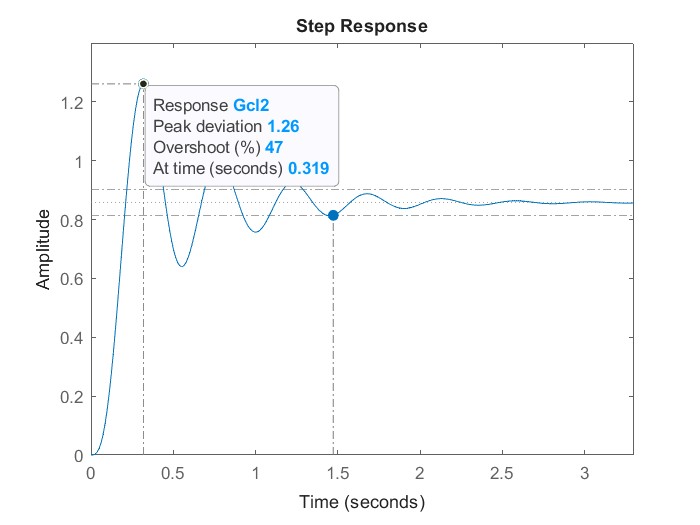 Step Response
Response Gcl2
Peak deviation 1.26
Overshoot (%) 47
At time (seconds) 0.319
1.2
1
0.8
0.6
0.4
0.2
0
Amplitude
0 0.5 1 1.5 2 2.5 3
Time (seconds)